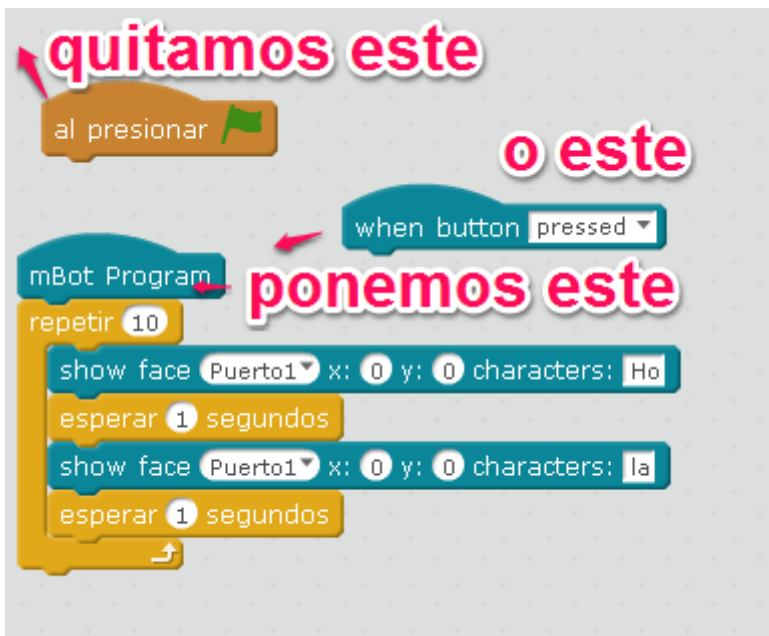 quitamos este
al presionar
o este
when button pressed
mBot Program
ponemos este
repetir 10
show face Puerto1 x: 0 y: 0 characters: Ho
esperar 1 segundos
show face Puerto1 x: 0 y: 0 characters: la
esperar 1 segundos